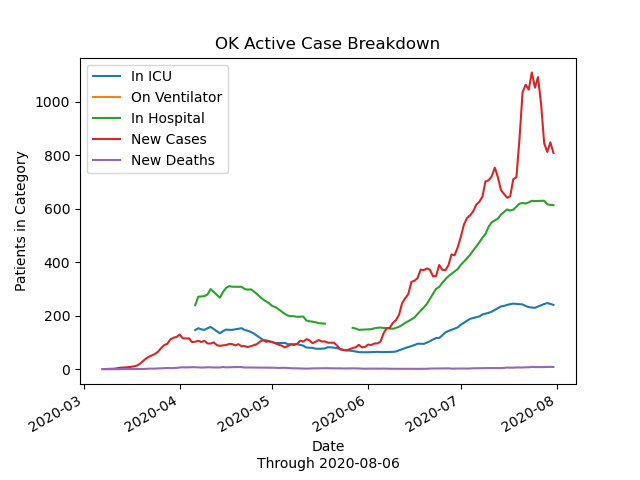 OK Active Case Breakdown
In ICU
On Ventilator
In Hospital
New Cases
New Deaths
Patients in Category
1000
800
600
400
200
0
2020-03
2020-04
2020-05
2020-06
2020-07
2020-08
Date
Through 2020-08-06